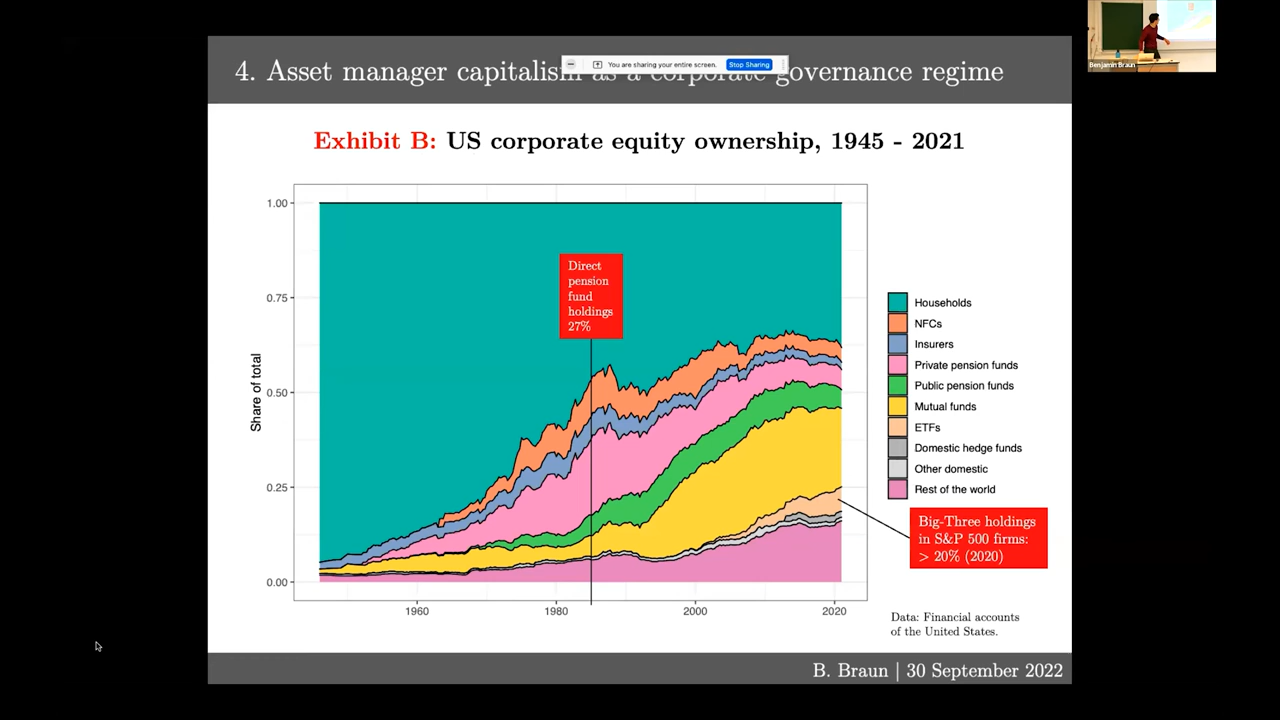 4. Asset manager capitalism as a corporate governance regime
You are sharing your entire screen.
Stop Sharing
Benjamin Braun
Exhibit B: US corporate equity ownership, 1945 - 2021
Share of total
1.00
0.75
0.50
0.25
0.00
1960
1980
2000
2020
Direct
pension
fund
holdings
27%
Households
NFCs
Insurers
Private pension funds
Public pension funds
Mutual funds
ETFs
Domestic hedge funds
Other domestic
Rest of the world
Big-Three holdings
in S&P 500 firms:
> 20% (2020)
Data: Financial accounts
of the United States.
B. Braun | 30 September 2022